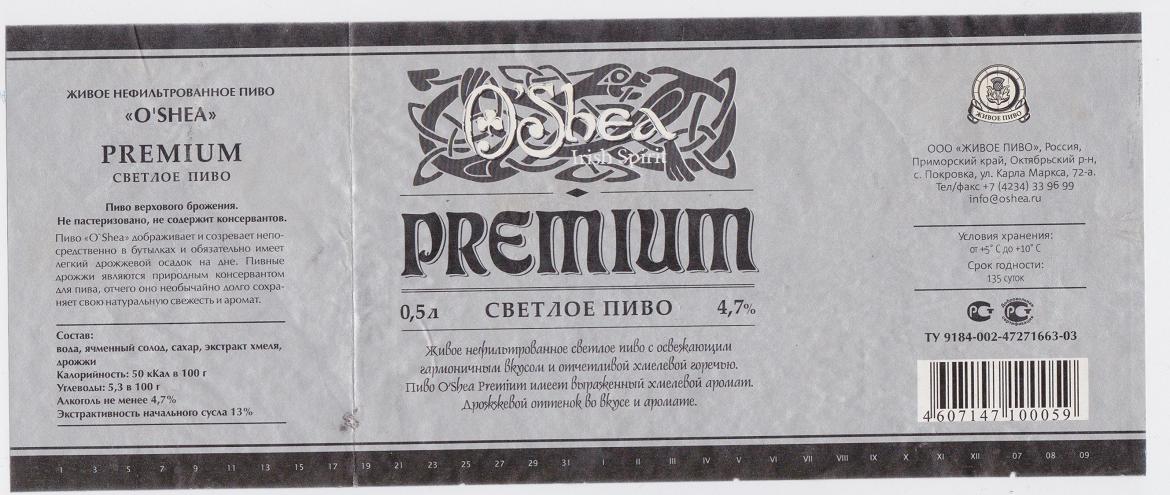 ЖИВОЕ НЕФИЛЬТРОВАННОЕ ПИВО
«O'SHEA»
PREMIUM
СВЕТЛОЕ ПИВО
Пиво верхового брожения.
Не пастеризовано, не содержит консервантов.
Пиво «O`Shea» дображивает и созревает непо-
средственно в бутылках и обязательно имеет
легкий дрожжевой осадок на дне. Пивные
дрожжи являются природным консервантом
для пива, отчего оно необычайно долго сохра-
няет свою натуральную свежесть и аромат.
Состав:
вода, ячменный солод, сахар, экстракт хмеля,
дрожжи
Калорийность: 50 кКал в 100 г
Углеводы: 5,3 в 100 г
Алкоголь не менее 4,7%
Экстрактивность начального сусла 13%
O'Shea
Irish Spirit
PREMIUM
0,5л СВЕТЛОЕ ПИВО 4,7%
Живое нефильтрованное светлое пиво с освежающим
гармоничным вкусом и отчетливой хмелевой горечью.
Пиво O'Shea Premium имеет выраженный хмелевой аромат.
Дрожжевой оттенок во вкусе и аромате.
ЖИВОЕ ПИВО
ООО «ЖИВОЕ ПИВО», Россия,
Приморский край, Октябрьский р-н,
с. Покровка, ул. Карла Маркса, 72-а.
Тел/факс +7 (4234) 33 96 99
info@oshea.ru
Условия хранения:
от +5° С до +10° С
Срок годности:
135 суток
РСТ РСТ
Добровольная
сертификация
ТУ 9184-002-47271663-03
4 607147 100059
1 3 5 7 9 11 13 15 17 19 21 23 25 27 29 31 I II III IV V VI VII VIII IX X XI XII 07 08 09